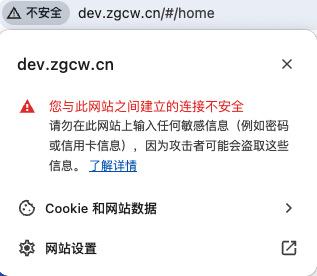 不安全 dev.zgcw.cn/#/home
dev.zgcw.cn
您与此网站之间建立的连接不安全
请勿在此网站上输入任何敏感信息（例如密码
或信用卡信息），因为攻击者可能会盗取这些
信息。 了解详情
Cookie 和网站数据
网站设置